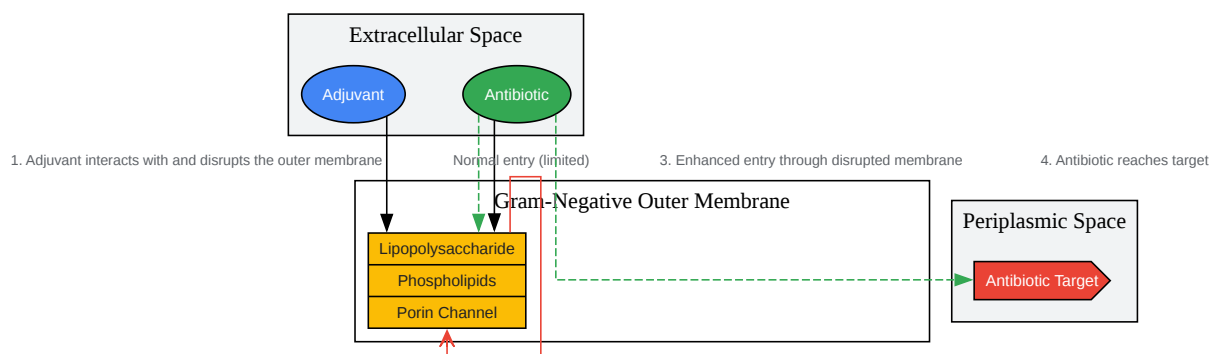 Extracellular Space
Adjuvant
Antibiotic
1. Adjuvant interacts with and disrupts the outer membrane
Normal entry (limited)
3. Enhanced entry through disrupted membrane
4. Antibiotic reaches target
Gram-Negative Outer Membrane
Periplasmic Space
Lipopolysaccharide
Phospholipids
Porin Channel
Antibiotic Target